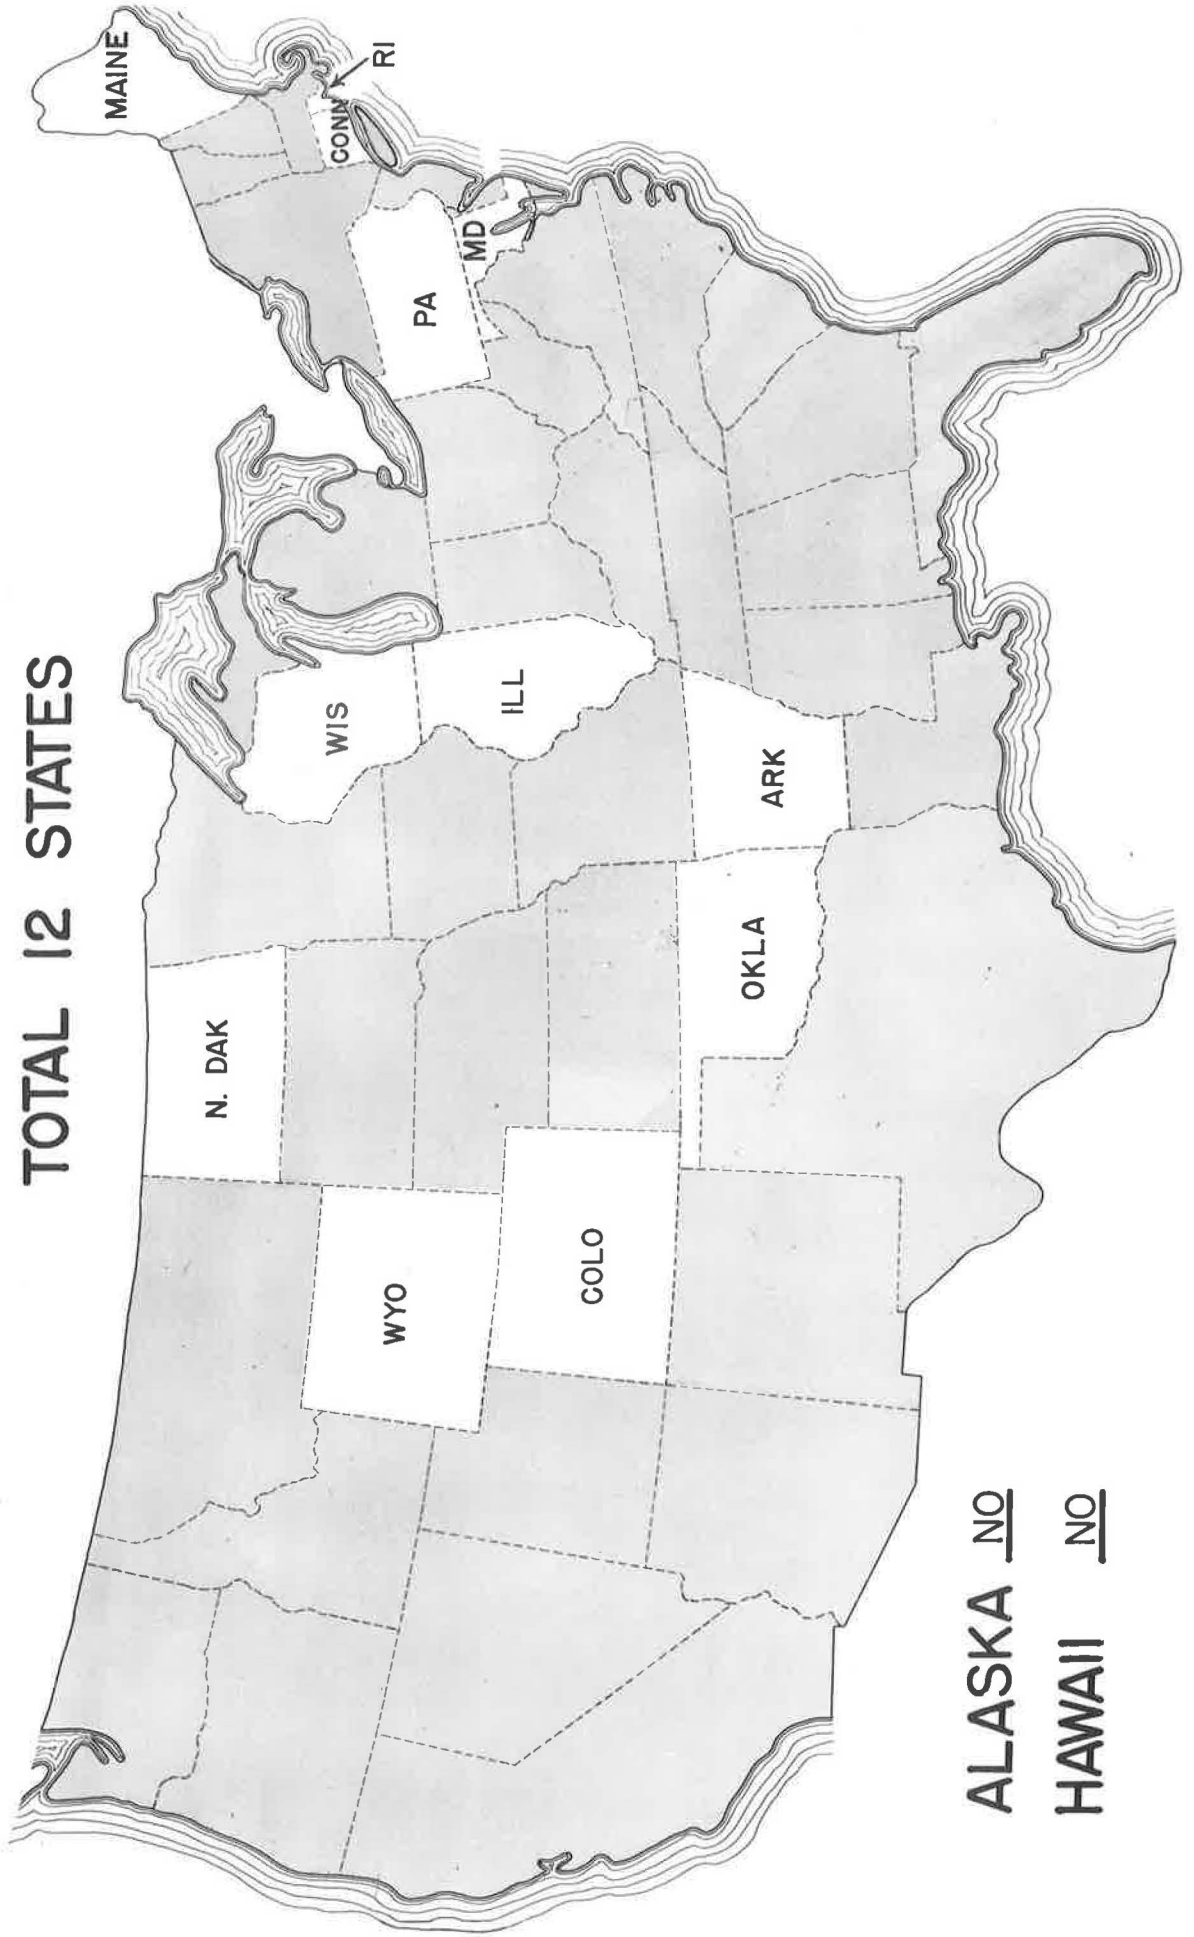 TOTAL 12 STATES
MAINE
RI
CONN
N. DAK
WIS
PA
MD
WYO
ILL
COLO
OKLA
ARK
ALASKA NO
HAWAII NO